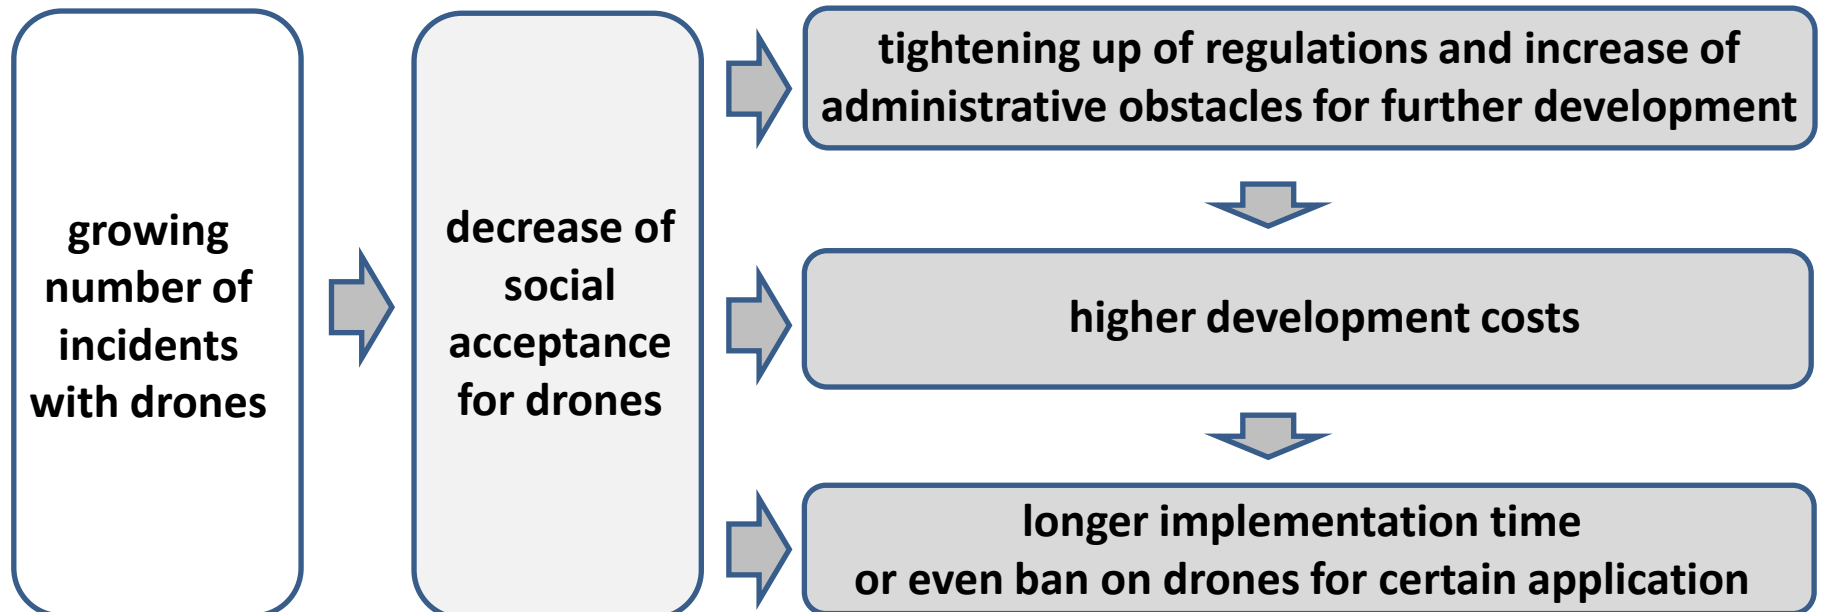 growing
number of
incidents
with drones
decrease of
social
acceptance
for drones
tightening up of regulations and increase of
administrative obstacles for further development
higher development costs
longer implementation time
or even ban on drones for certain application